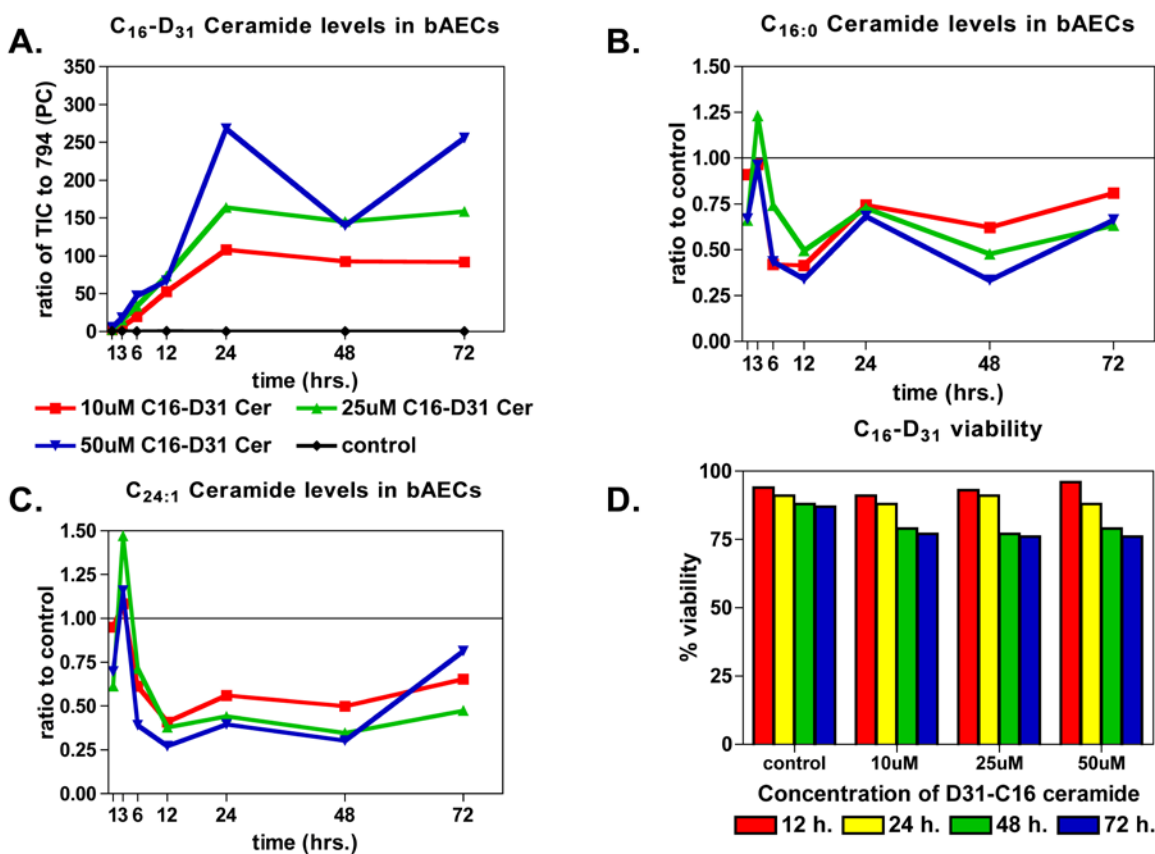 A.
C16-D31 Ceramide levels in bAECs
ratio of TIC to 794 (PC)
350
300
250
200
150
100
50
0
1 3 6 12 24 48 72
time (hrs.)
10uM C16-D31 Cer
25uM C16-D31 Cer
50uM C16-D31 Cer
control
B.
C16:0 Ceramide levels in bAECs
ratio to control
1.50
1.25
1.00
0.75
0.50
0.25
0.00
1 3 6 12 24 48 72
time (hrs.)
C.
C24:1 Ceramide levels in bAECs
ratio to control
1.50
1.25
1.00
0.75
0.50
0.25
0.00
1 3 6 12 24 48 72
time (hrs.)
D.
C16-D31 viability
% viability
100
75
50
25
0
control 10uM 25uM 50uM
Concentration of D31-C16 ceramide
12 h. 24 h. 48 h. 72 h.